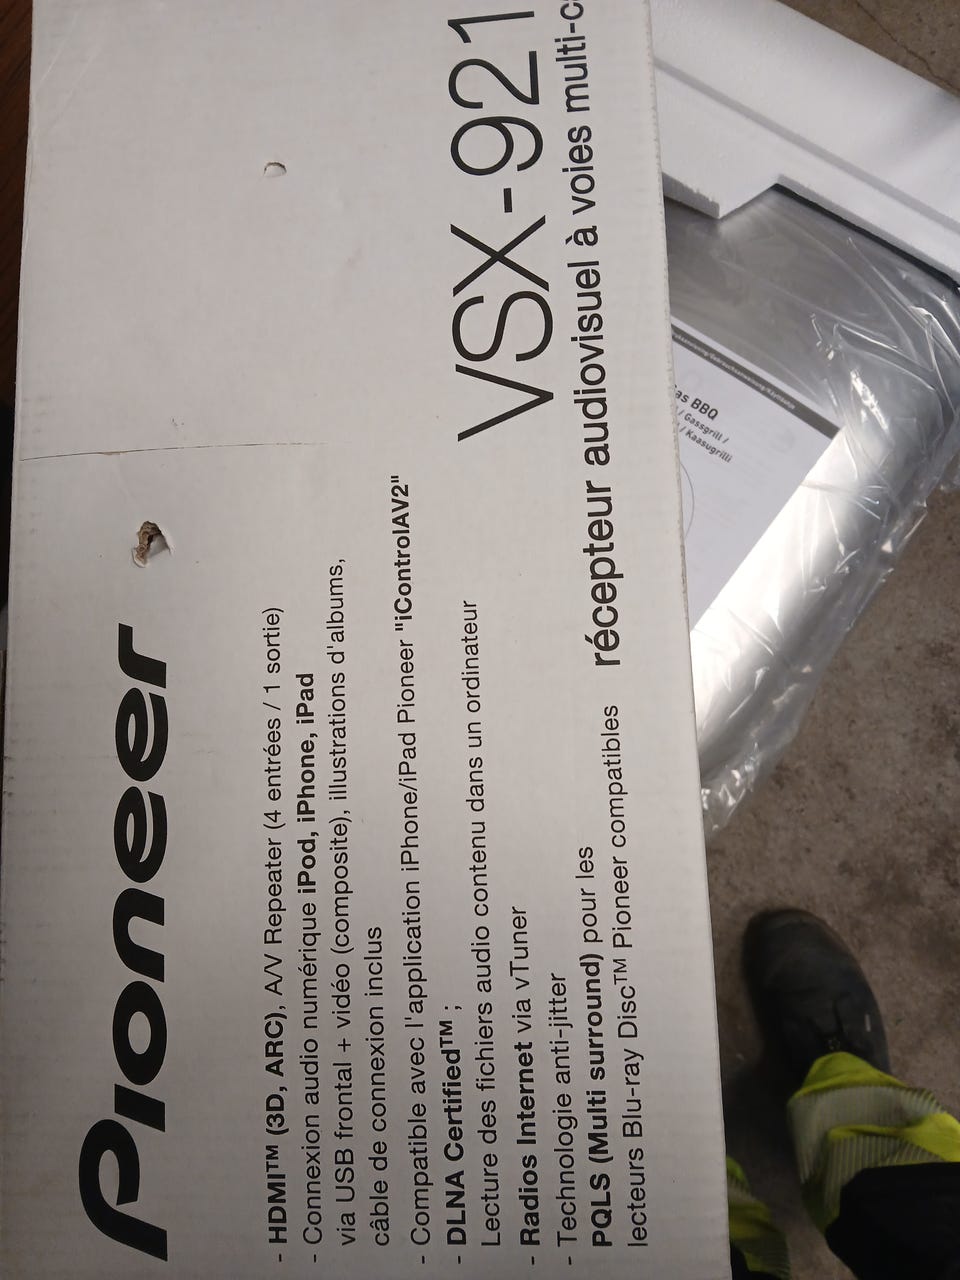 Pioneer
- HDMI™ (3D, ARC), A/V Repeater (4 entrées / 1 sortie)
- Connexion audio numérique iPod, iPhone, iPad
via USB frontal + vidéo (composite), illustrations d'albums,
câble de connexion inclus
- Compatible avec l'application iPhone/iPad Pioneer "iControlAV2"
- DLNA Certified™ ;
Lecture des fichiers audio contenu dans un ordinateur
- Radios Internet via vTuner
- Technologie anti-jitter
PQLS (Multi surround) pour les
lecteurs Blu-ray Disc™ Pioneer compatibles
VSX-921
récepteur audiovisuel à voies multi-c
as BBQ
/ Gassgrill /
/ Kaasugrilli